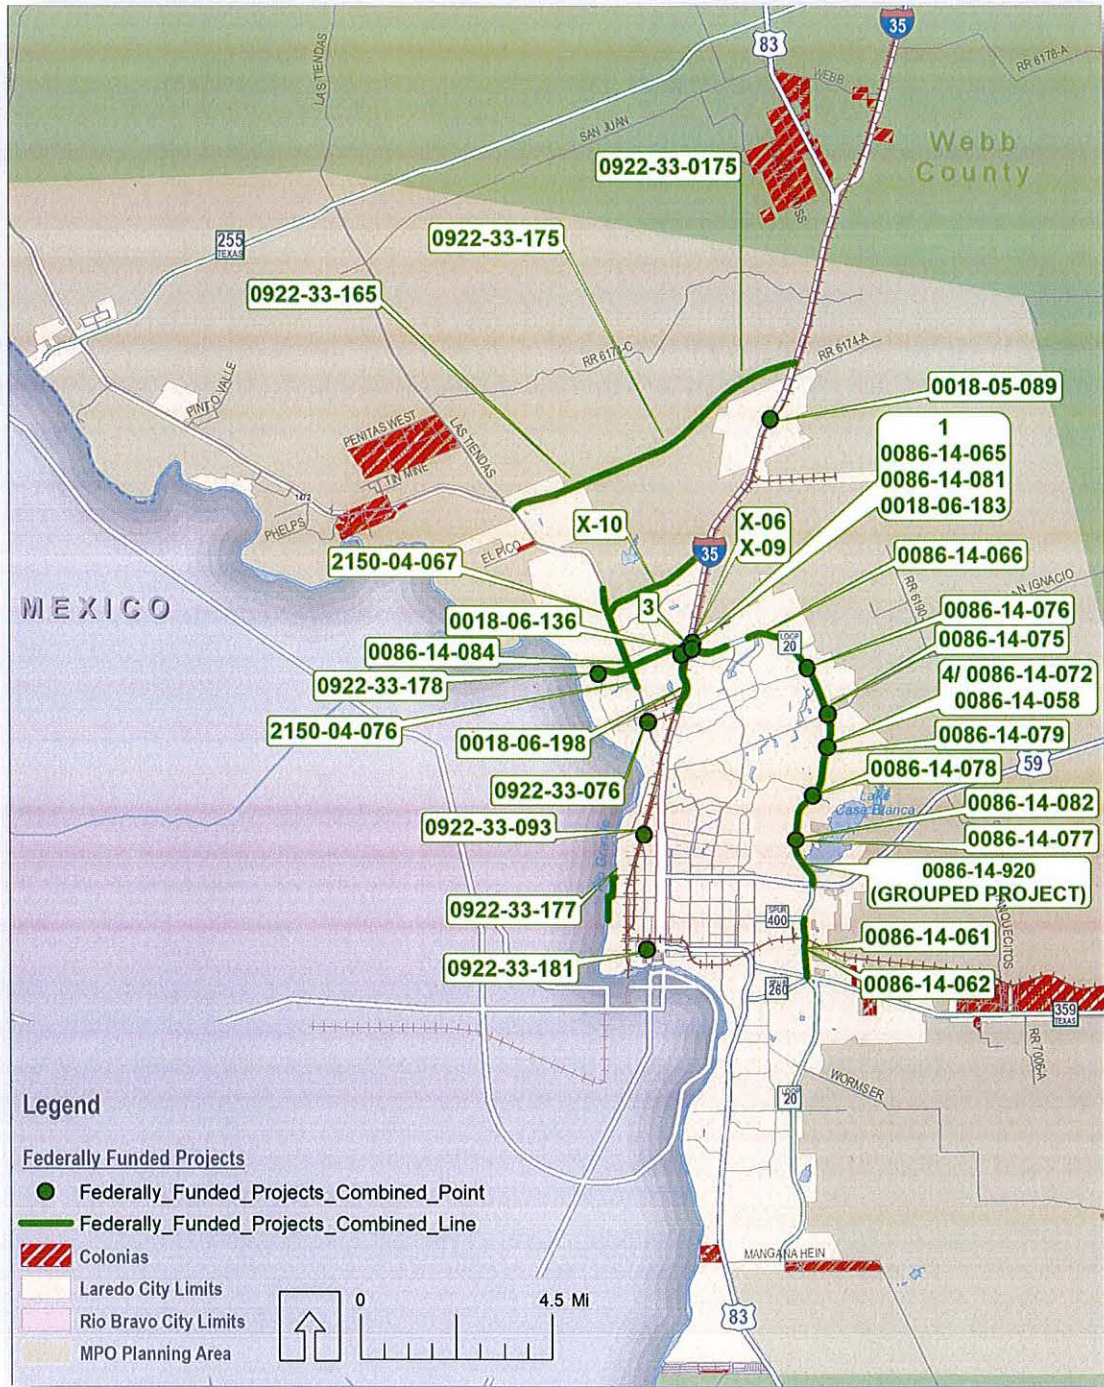 35
83
LAS TIENDAS
WEBB
RR 6178-A
SAN JUAN
Webb
County
0922-33-0175
255
TEXAS
0922-33-175
0922-33-165
RR 6174-A
PINTO VALLE
0018-05-089
PENITAS WEST
LAS TIENDAS
TIN MINE
1
0086-14-065
0086-14-081
0018-06-183
1472
PHELPS
X-10
X-06
X-09
EL PICO
35
2150-04-067
0086-14-066
MEXICO
3
0018-06-136
0086-14-076
LOOP
20
0086-14-084
0086-14-075
0922-33-178
4/ 0086-14-072
0086-14-058
2150-04-076
0018-06-198
0086-14-079
59
0086-14-078
0922-33-076
Lake
Casa Blanca
0086-14-082
0922-33-093
0086-14-077
0086-14-920
(GROUPED PROJECT)
0922-33-177
SPUR
400
0086-14-061
0922-33-181
0086-14-062
SPUR
260
359
TEXAS
RR 7006-A
WORMSER
LOOP
20
Legend
Federally Funded Projects
Federally_Funded_Projects_Combined_Point
Federally_Funded_Projects_Combined_Line
Colonias
MANGANA HEIN
Laredo City Limits
0 4.5 Mi
Rio Bravo City Limits
83
MPO Planning Area